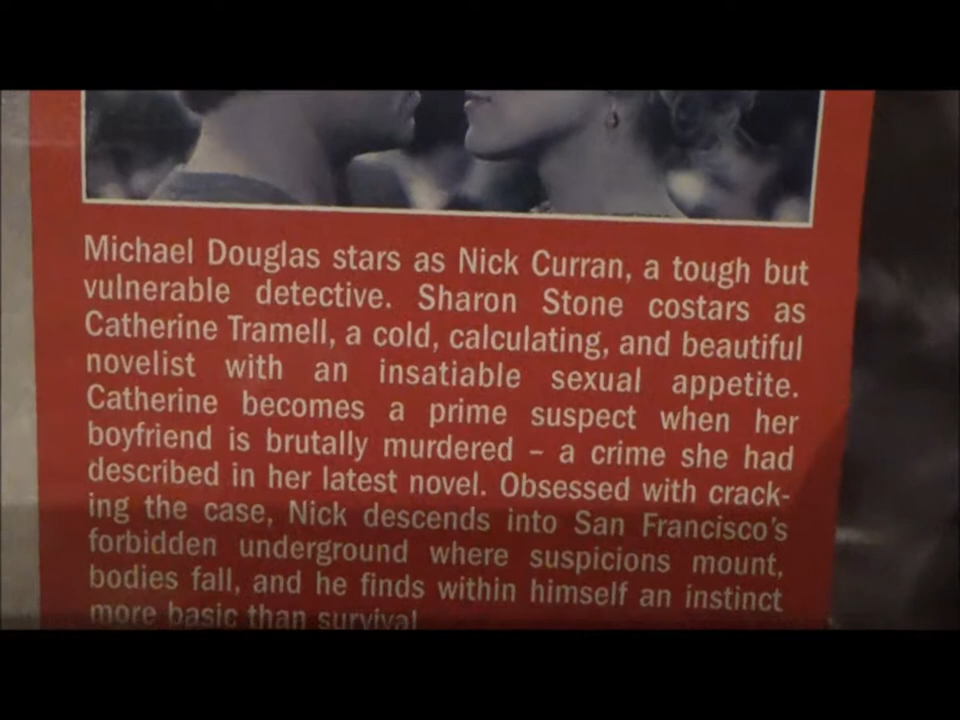 Michael Douglas stars as Nick Curran, a tough but
vulnerable detective. Sharon Stone costars as
Catherine Tramell, a cold, calculating, and beautiful
novelist with an insatiable sexual appetite.
Catherine becomes a prime suspect when her
boyfriend is brutally murdered – a crime she had
described in her latest novel. Obsessed with crack-
ing the case, Nick descends into San Francisco's
forbidden underground where suspicions mount,
bodies fall, and he finds within himself an instinct
more basic than survival